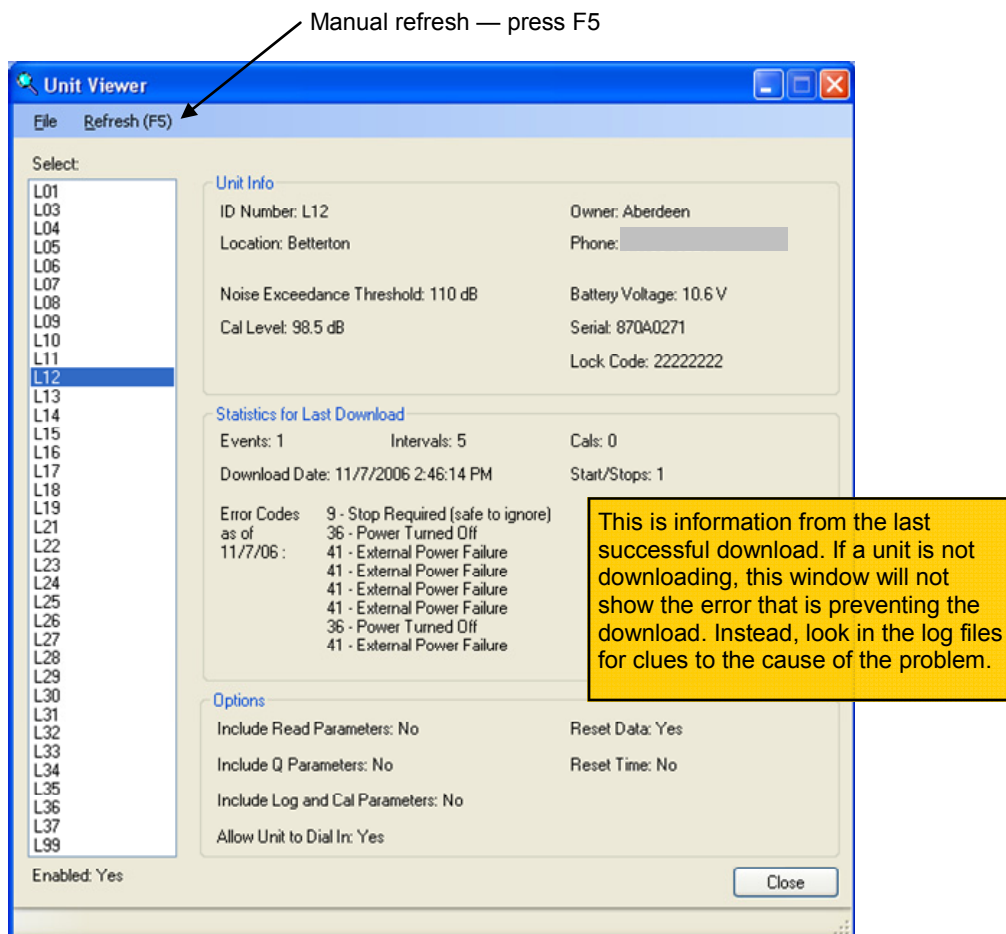 Manual refresh — press F5
Unit Viewer
File Refresh (F5)
Select:
L01
L03
L04
L05
L06
L07
L08
L09
L10
L11
L12
L13
L14
L15
L16
L17
L18
L19
L21
L22
L23
L24
L25
L26
L27
L28
L29
L30
L31
L32
L33
L34
L35
L36
L37
L99
Enabled: Yes
Unit Info
ID Number: L12 Owner: Aberdeen
Location: Betterton Phone:
Noise Exceedance Threshold: 110 dB Battery Voltage: 10.6 V
Cal Level: 98.5 dB Serial: 870A0271
Lock Code: 22222222
Statistics for Last Download
Events: 1 Intervals: 5 Cals: 0
Download Date: 11/7/2006 2:46:14 PM Start/Stops: 1
Error Codes 9 - Stop Required (safe to ignore)
as of 36 - Power Turned Off
11/7/06 : 41 - External Power Failure
41 - External Power Failure
41 - External Power Failure
41 - External Power Failure
36 - Power Turned Off
41 - External Power Failure
This is information from the last
successful download. If a unit is not
downloading, this window will not
show the error that is preventing the
download. Instead, look in the log files
for clues to the cause of the problem.
Options
Include Read Parameters: No Reset Data: Yes
Include Q Parameters: No Reset Time: No
Include Log and Cal Parameters: No
Allow Unit to Dial In: Yes
Close